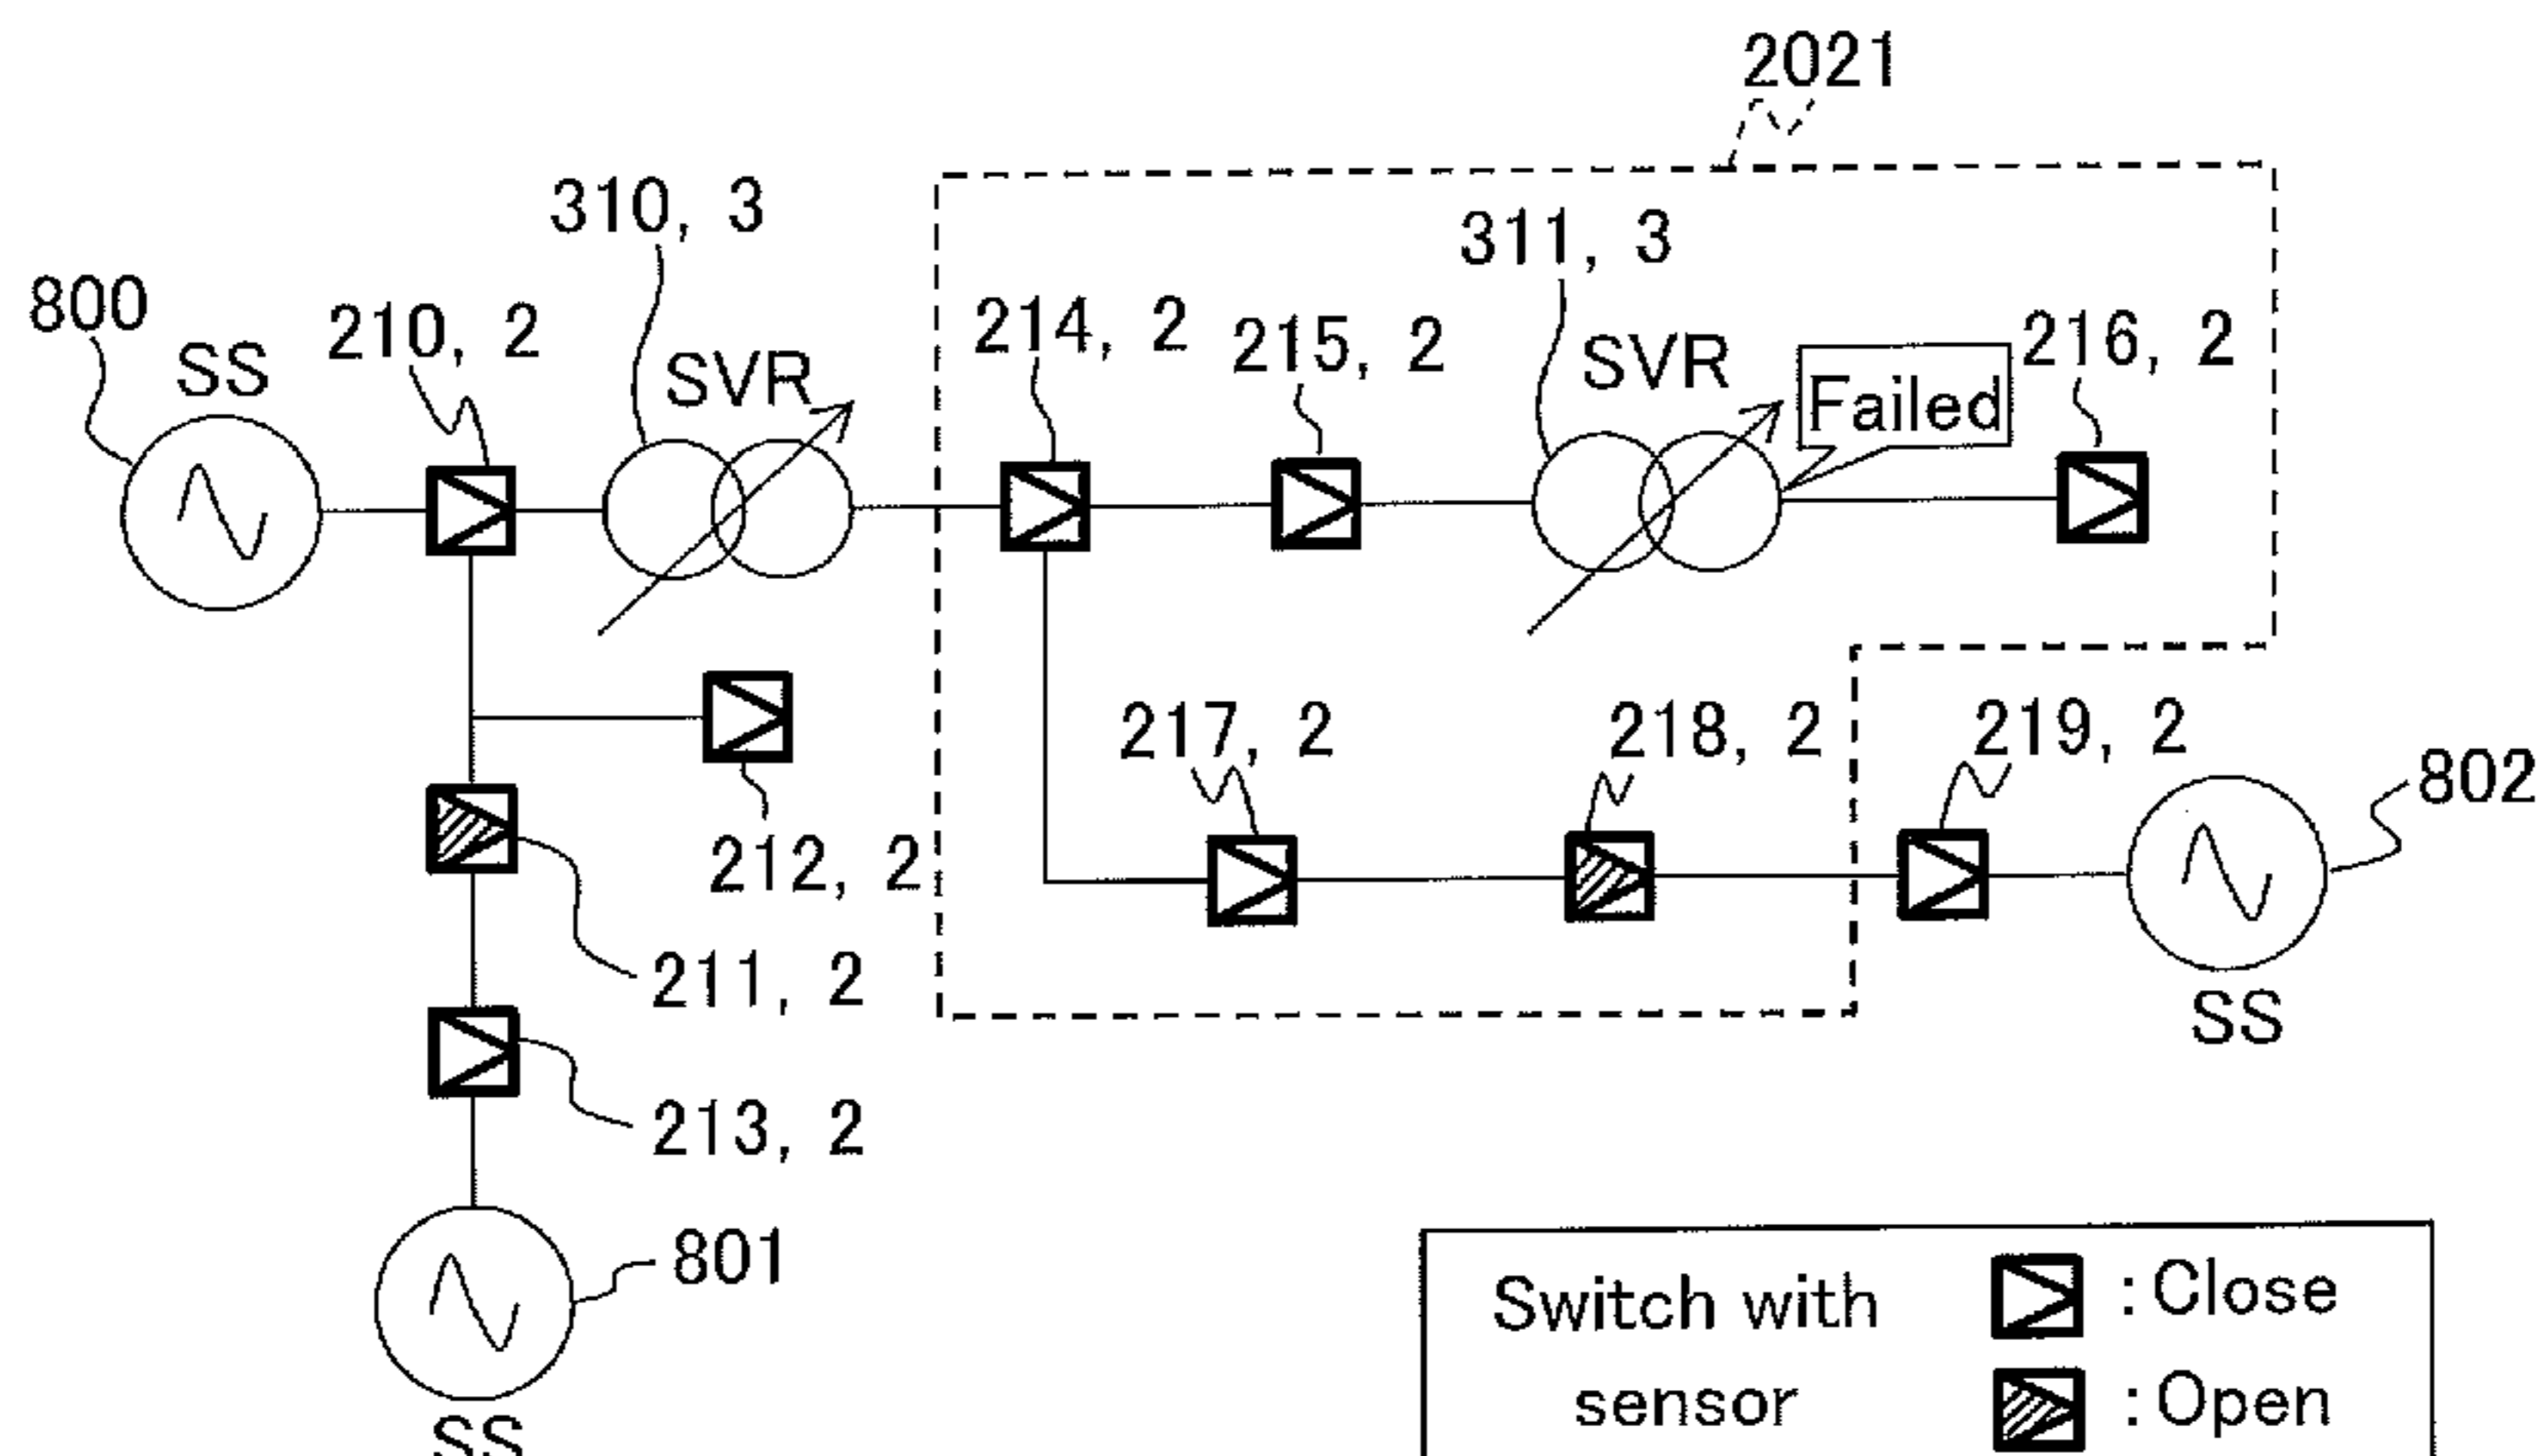 2021
310, 3
311, 3
800
SS
210, 2
SVR
214, 2
215, 2
SVR
Failed
216, 2
212, 2
217, 2
218, 2
219, 2
802
SS
211, 2
213, 2
801
SS
Switch with
sensor
: Close
: Open